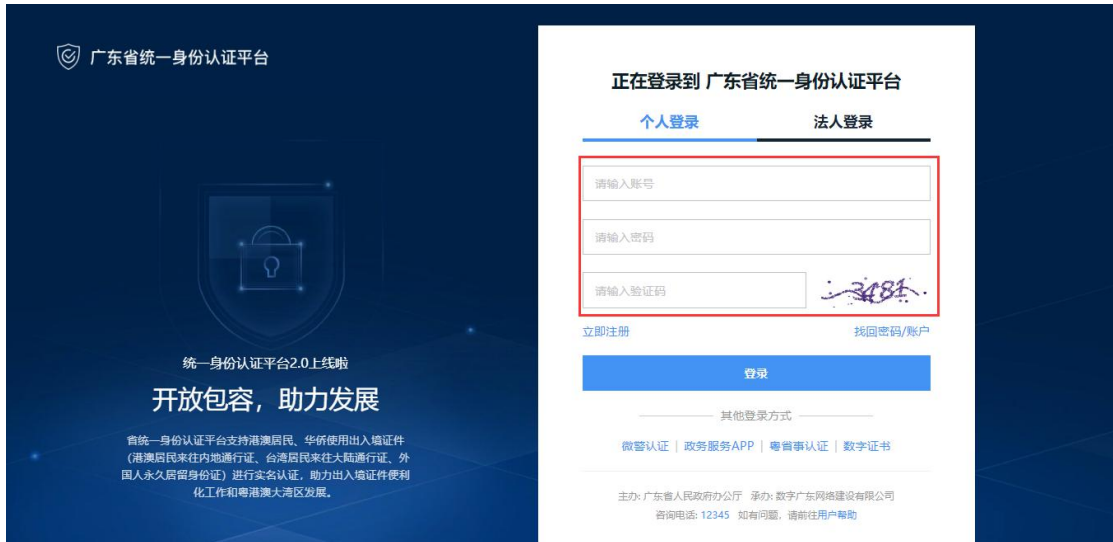 广东省统一身份认证平台
统一身份认证平台2.0上线啦
开放包容，助力发展
省统一身份认证平台支持港澳居民、华侨使用出入境证件
(港澳居民来往内地通行证、台湾居民来往大陆通行证、外
国人永久居留身份证) 进行实名认证，助力出入境证件便利
化工作和粤港澳大湾区发展。
正在登录到 广东省统一身份认证平台
个人登录 法人登录
请输入账号
请输入密码
请输入验证码 3481
立即注册 找回密码/账户
登录
其他登录方式
微警认证 | 政务服务APP | 粤省事认证 | 数字证书
主办: 广东省人民政府办公厅 承办: 数字广东网络建设有限公司
咨询电话: 12345 如有问题, 请前往用户帮助